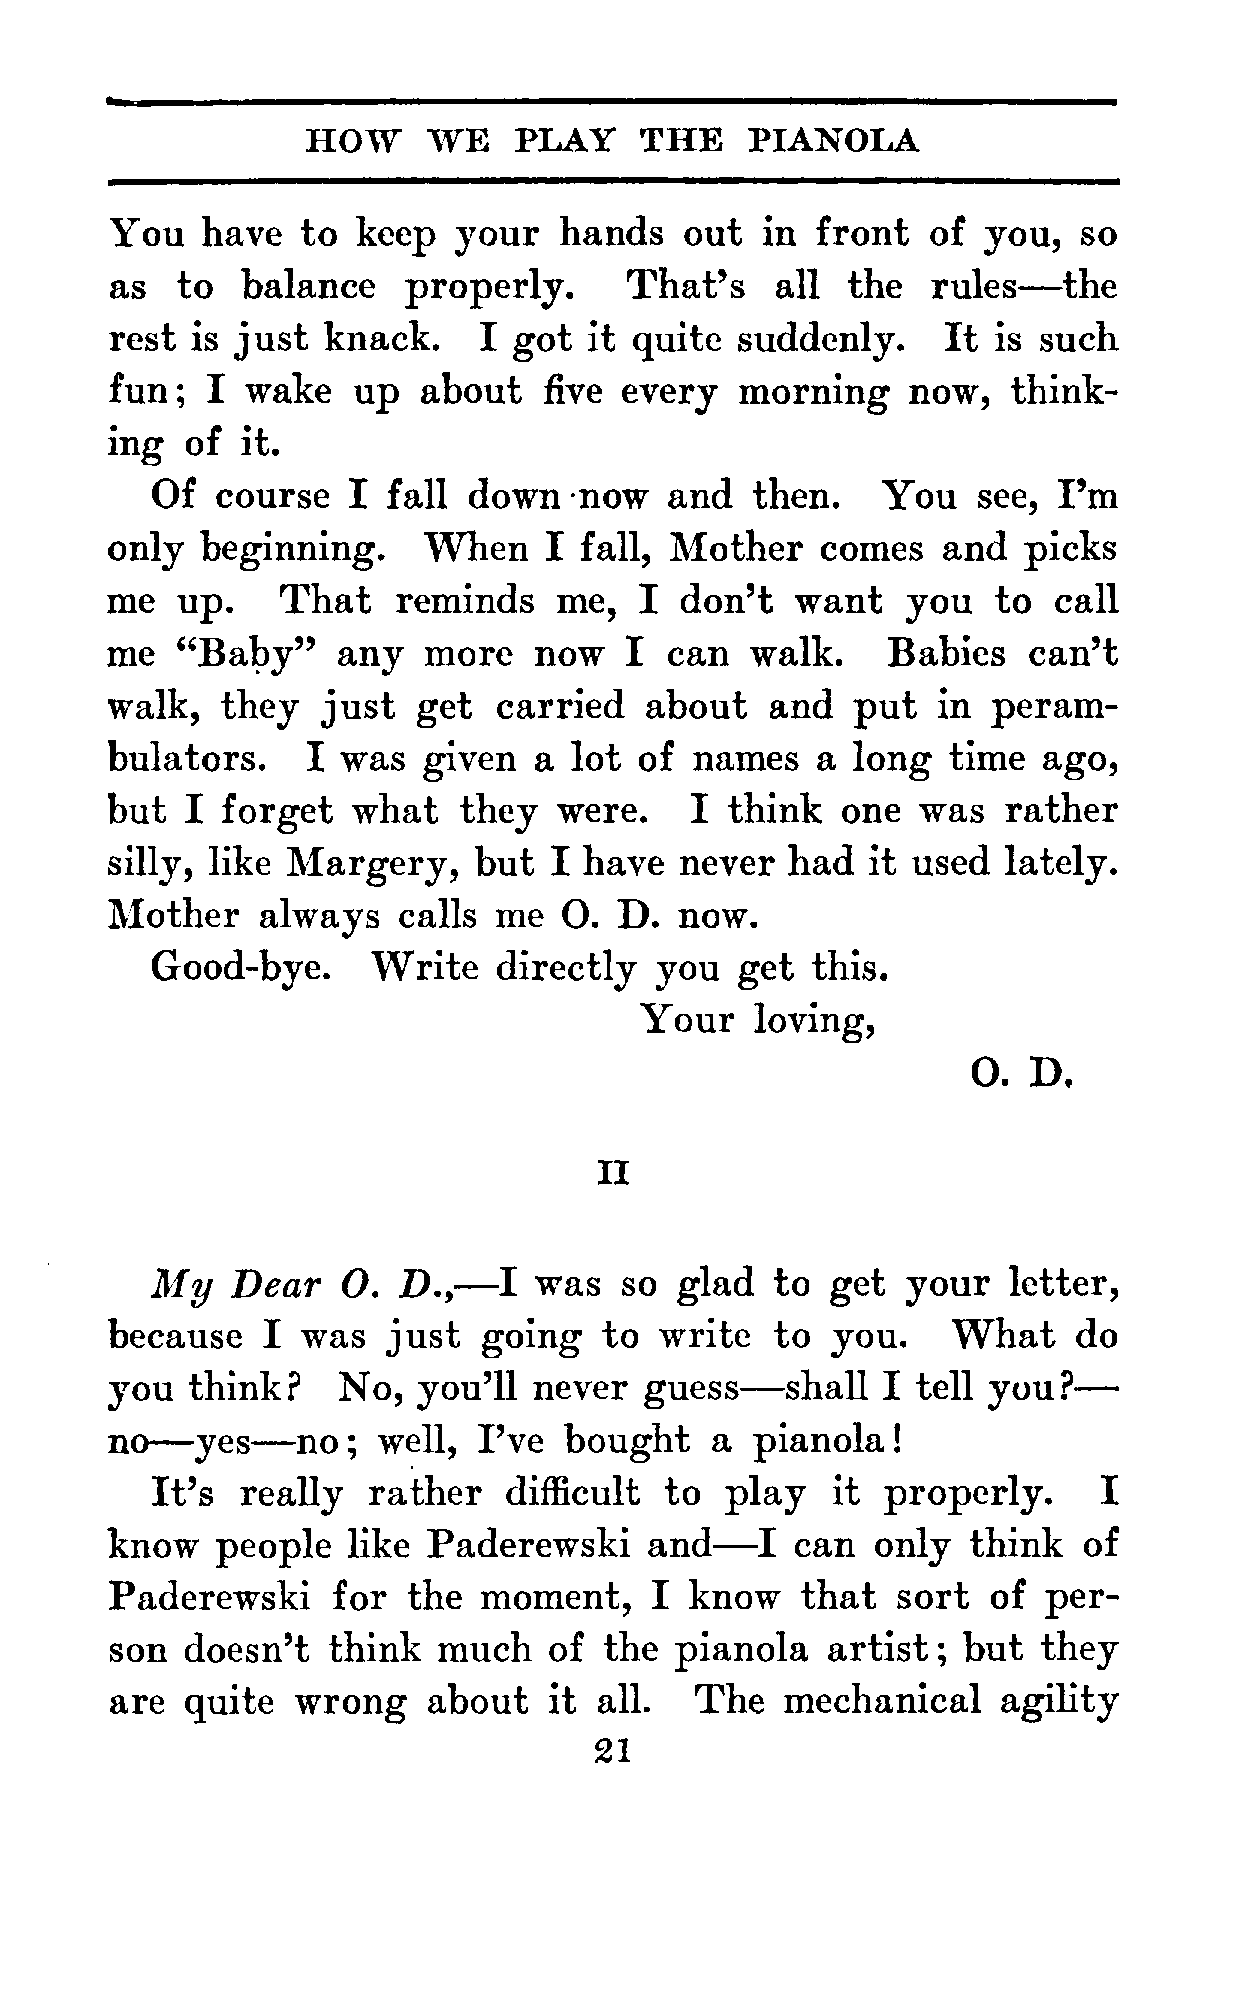 HOW WE PLAY THE PIANOLA
You have to keep your hands out in front of you, so
as to balance properly. That's all the rules—the
rest is just knack. I got it quite suddenly. It is such
fun; I wake up about five every morning now, think-
ing of it.
Of course I fall down now and then. You see, I'm
only beginning. When I fall, Mother comes and picks
me up. That reminds me, I don't want you to call
me "Baby" any more now I can walk. Babies can't
walk, they just get carried about and put in peram-
bulators. I was given a lot of names a long time ago,
but I forget what they were. I think one was rather
silly, like Margery, but I have never had it used lately.
Mother always calls me O. D. now.
Good-bye. Write directly you get this.
Your loving,
O. D.
II
My Dear O. D.,—I was so glad to get your letter,
because I was just going to write to you. What do
you think? No, you'll never guess—shall I tell you?—
no—yes—no; well, I've bought a pianola!
It's really rather difficult to play it properly. I
know people like Paderewski and—I can only think of
Paderewski for the moment, I know that sort of per-
son doesn't think much of the pianola artist; but they
are quite wrong about it all. The mechanical agility
21